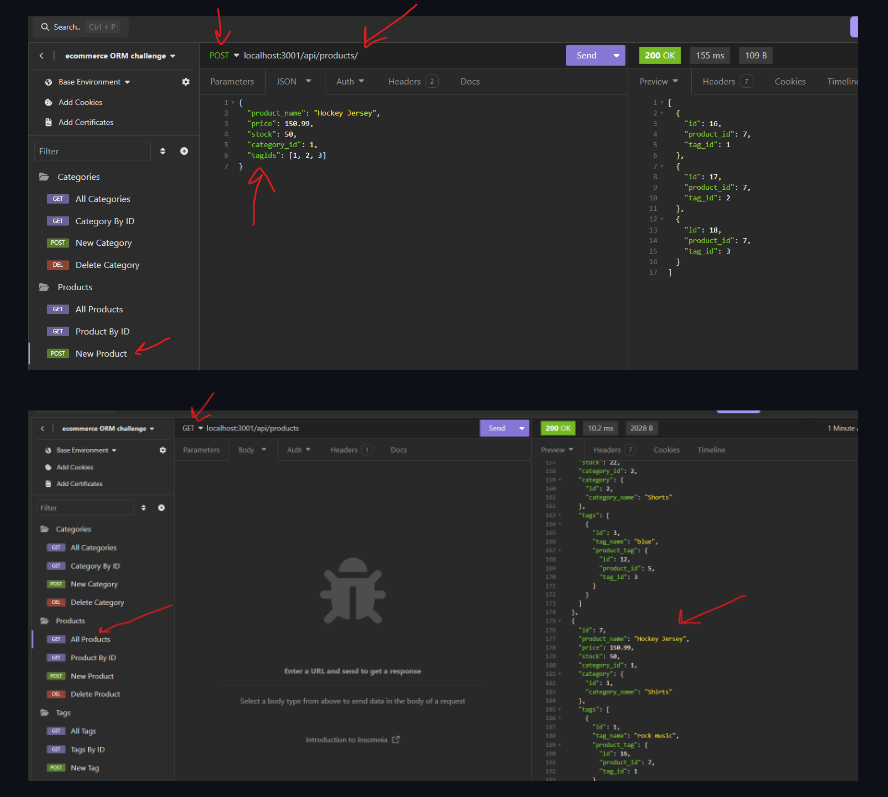 Search.. Ctrl + P
ecommerce ORM challenge
POST localhost:3001/api/products/
Send
200 OK 155 ms 109 B
Base Environment
Add Cookies
Add Certificates
Filter
Categories
GET All Categories
GET Category By ID
POST New Category
DEL Delete Category
Products
GET All Products
GET Product By ID
POST New Product
Parameters JSON Auth Headers 2 Docs
1 {
2 "product_name": "Hockey Jersey",
3 "price": 150.99,
4 "stock": 50,
5 "category_id": 1,
6 "tagIds": [1, 2, 3]
7 }
Preview Headers 7 Cookies Timeline
1 [
2 {
3 "id": 16,
4 "product_id": 7,
5 "tag_id": 1
6 },
7 {
8 "id": 17,
9 "product_id": 7,
10 "tag_id": 2
11 },
12 {
13 "id": 18,
14 "product_id": 7,
15 "tag_id": 3
16 }
17 ]
ecommerce ORM challenge
GET localhost:3001/api/products
Send
200 OK 10.2 ms 2028 B 1 Minute
Base Environment
Add Cookies
Add Certificates
Filter
Categories
GET All Categories
GET Category By ID
POST New Category
DEL Delete Category
Products
GET All Products
GET Product By ID
POST New Product
DEL Delete Product
Tags
GET All Tags
GET Tags By ID
POST New Tag
Parameters Body Auth Headers 1 Docs
Enter a URL and send to get a response
Select a body type from above to send data in the body of a request
Introduction to Insomnia
Preview Headers 7 Cookies Timeline
157 "stock": 22,
158 "category_id": 2,
159 "category": {
160 "id": 2,
161 "category_name": "Shorts"
162 },
163 "tags": [
164 {
165 "id": 3,
166 "tag_name": "blue",
167 "product_tag": {
168 "id": 12,
169 "product_id": 5,
170 "tag_id": 3
171 }
172 }
173 ]
174 },
175 {
176 "id": 7,
177 "product_name": "Hockey Jersey",
178 "price": 150.99,
179 "stock": 50,
180 "category_id": 1,
181 "category": {
182 "id": 1,
183 "category_name": "Shirts"
184 },
185 "tags": [
186 {
187 "id": 1,
188 "tag_name": "rock music",
189 "product_tag": {
190 "id": 16,
191 "product_id": 7,
192 "tag_id": 1
193 }